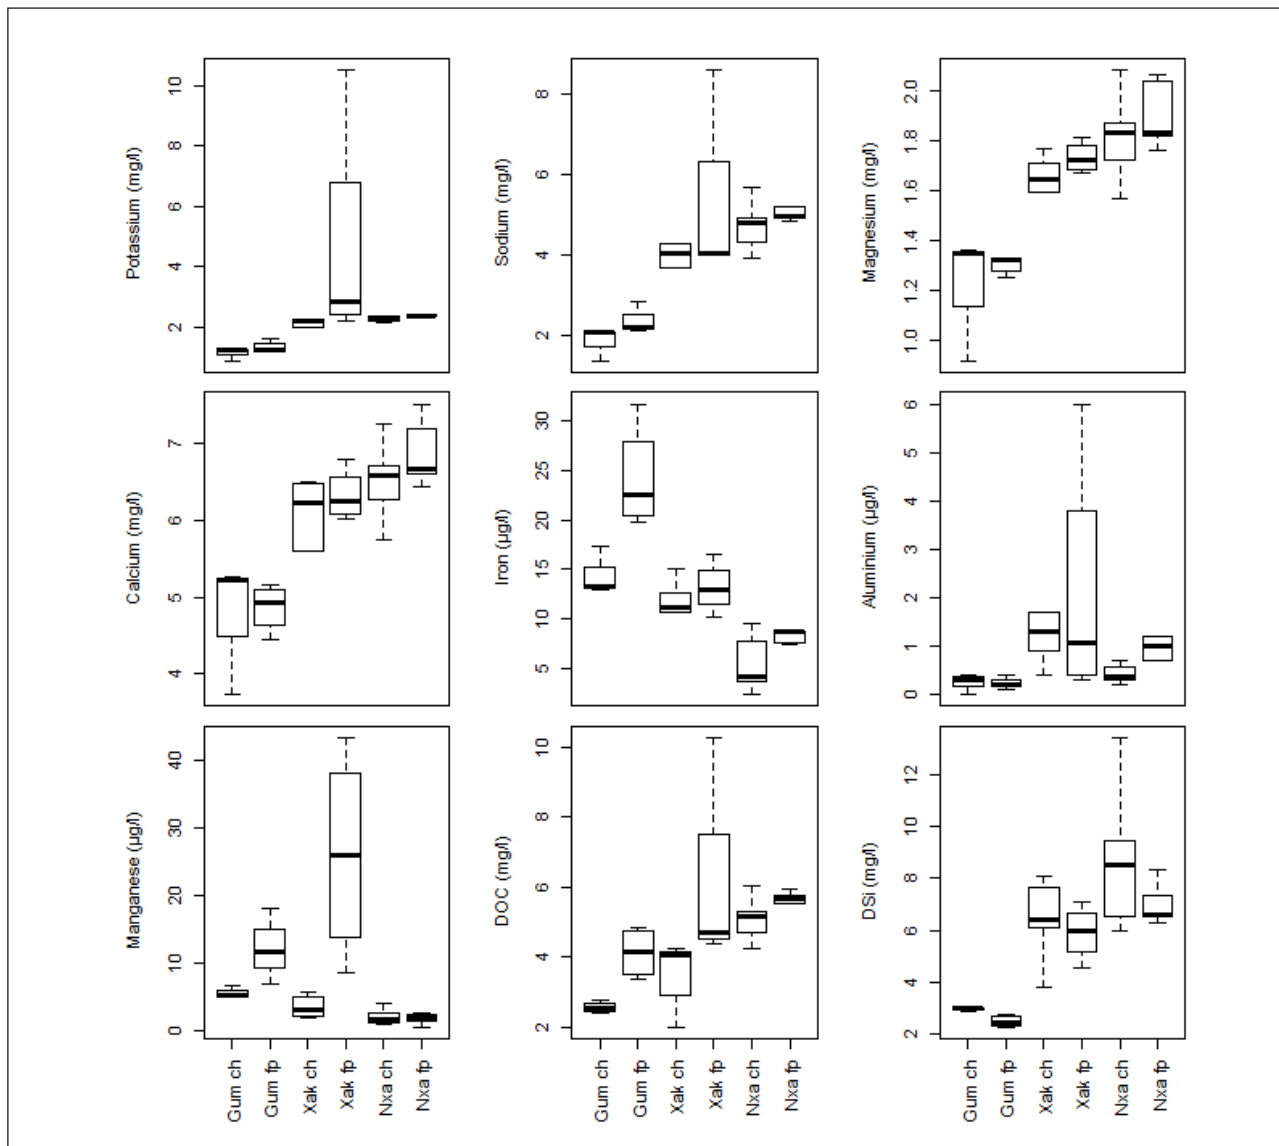 Potassium (mg/l)
2 4 6 8 10
Sodium (mg/l)
2 4 6 8
Magnesium (mg/l)
1.0 1.2 1.4 1.6 1.8 2.0
Calcium (mg/l)
4 5 6 7
Iron (µg/l)
5 10 15 20 25 30
Aluminium (µg/l)
0 1 2 3 4 5 6
Manganese (µg/l)
0 10 20 30 40
DOC (mg/l)
2 4 6 8 10
DSi (mg/l)
2 4 6 8 10 12
Gum ch Gum fp Xak ch Xak fp Nxa ch Nxa fp
Gum ch Gum fp Xak ch Xak fp Nxa ch Nxa fp
Gum ch Gum fp Xak ch Xak fp Nxa ch Nxa fp